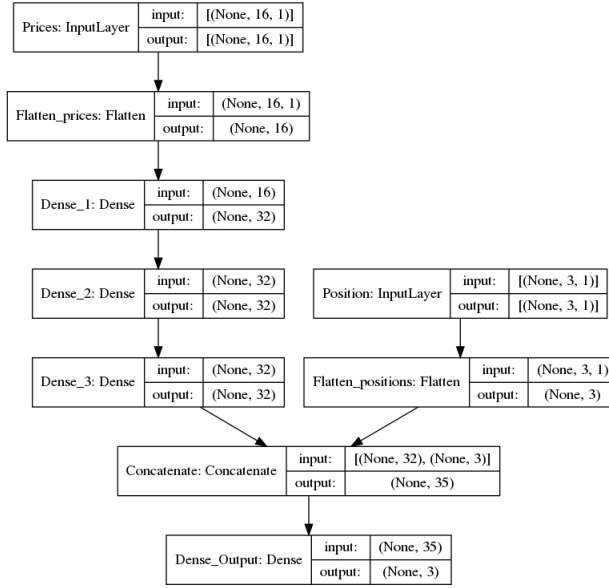 Prices: InputLayer
input: [(None, 16, 1)]
output: [(None, 16, 1)]
Flatten_prices: Flatten
input: (None, 16, 1)
output: (None, 16)
Dense_1: Dense
input: (None, 16)
output: (None, 32)
Dense_2: Dense
input: (None, 32)
output: (None, 32)
Position: InputLayer
input: [(None, 3, 1)]
output: [(None, 3, 1)]
Dense_3: Dense
input: (None, 32)
output: (None, 32)
Flatten_positions: Flatten
input: (None, 3, 1)
output: (None, 3)
Concatenate: Concatenate
input: [(None, 32), (None, 3)]
output: (None, 35)
Dense_Output: Dense
input: (None, 35)
output: (None, 3)